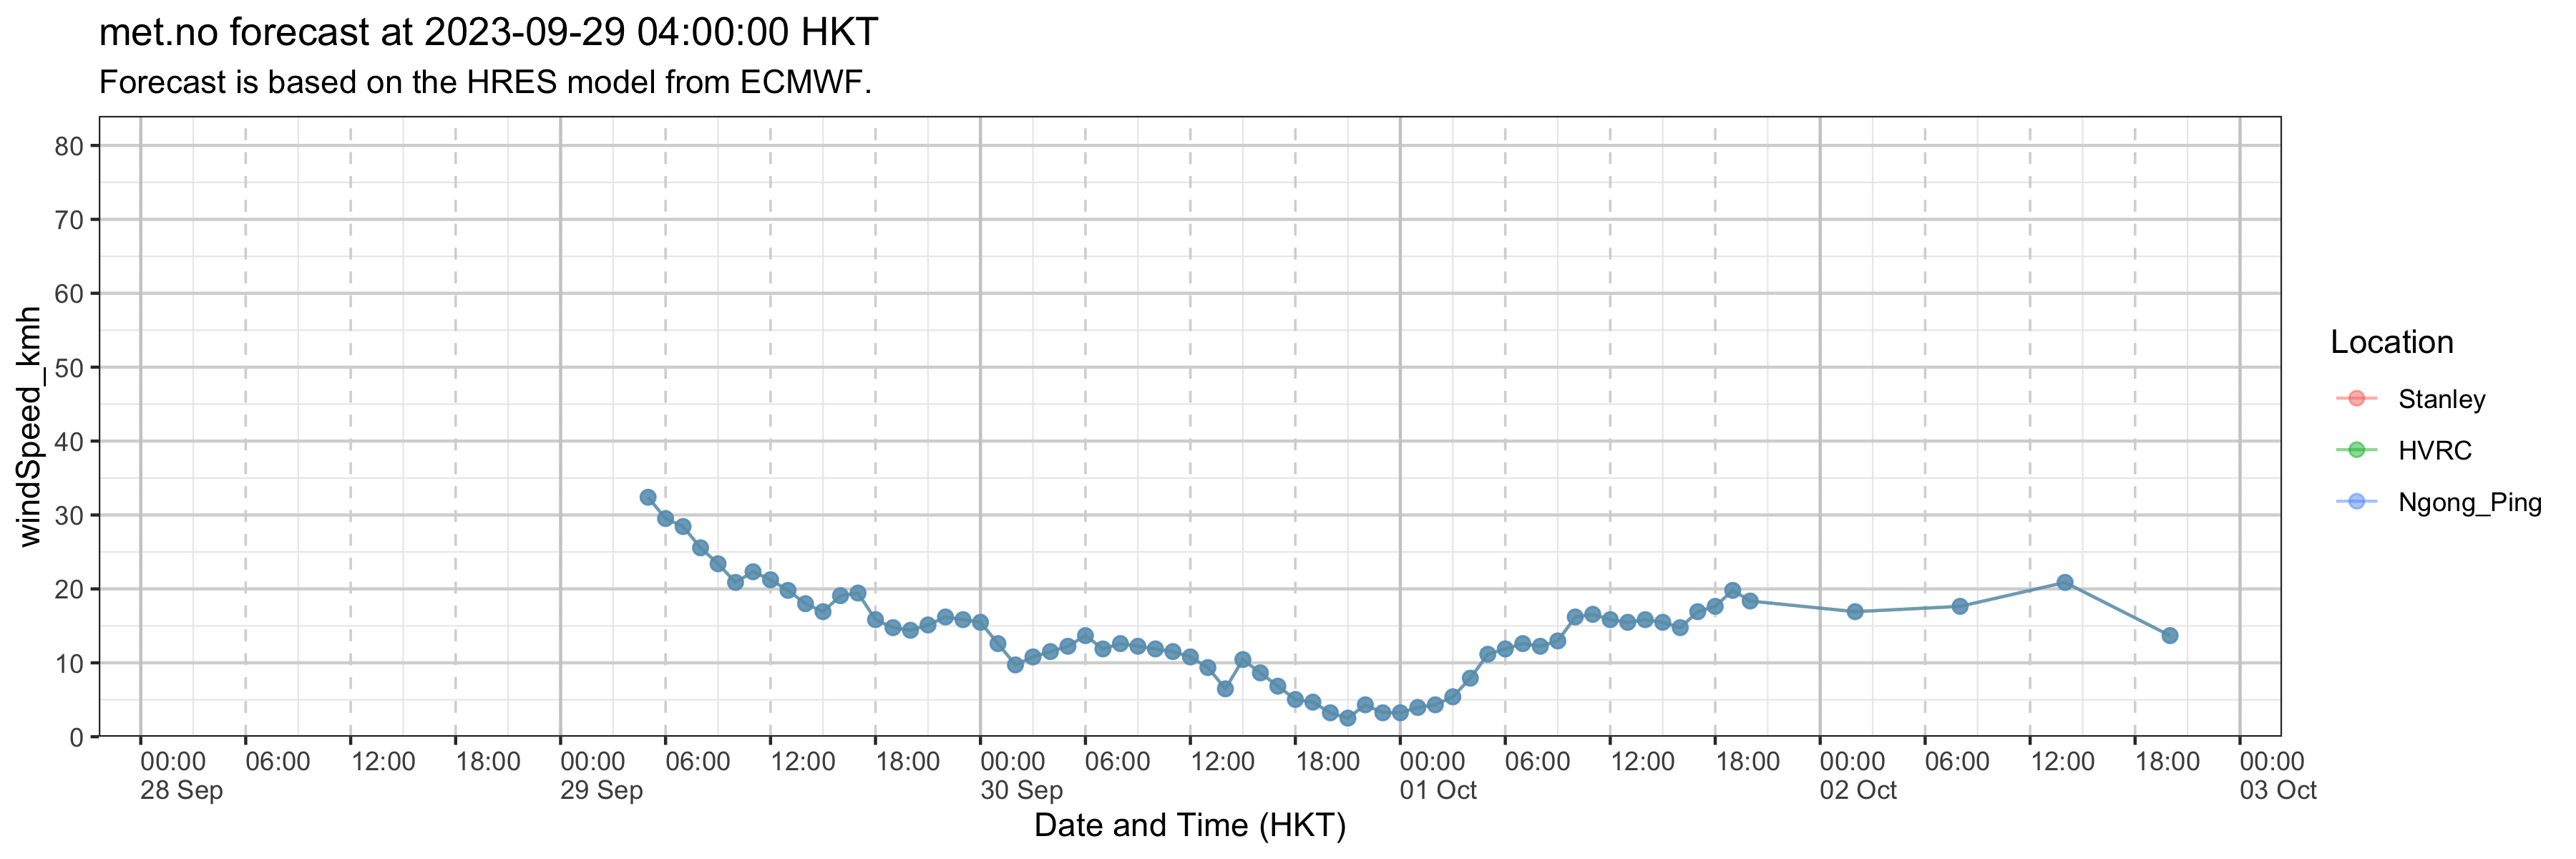 met.no forecast at 2023-09-29 04:00:00 HKT
Forecast is based on the HRES model from ECMWF.
windSpeed_kmh
80
70
60
50
40
30
20
10
0
00:00 06:00 12:00 18:00 00:00 06:00 12:00 18:00 00:00 06:00 12:00 18:00 00:00 06:00 12:00 18:00 00:00 06:00 12:00 18:00 00:00
28 Sep 29 Sep 30 Sep 01 Oct 02 Oct 03 Oct
Date and Time (HKT)
Location
Stanley
HVRC
Ngong_Ping